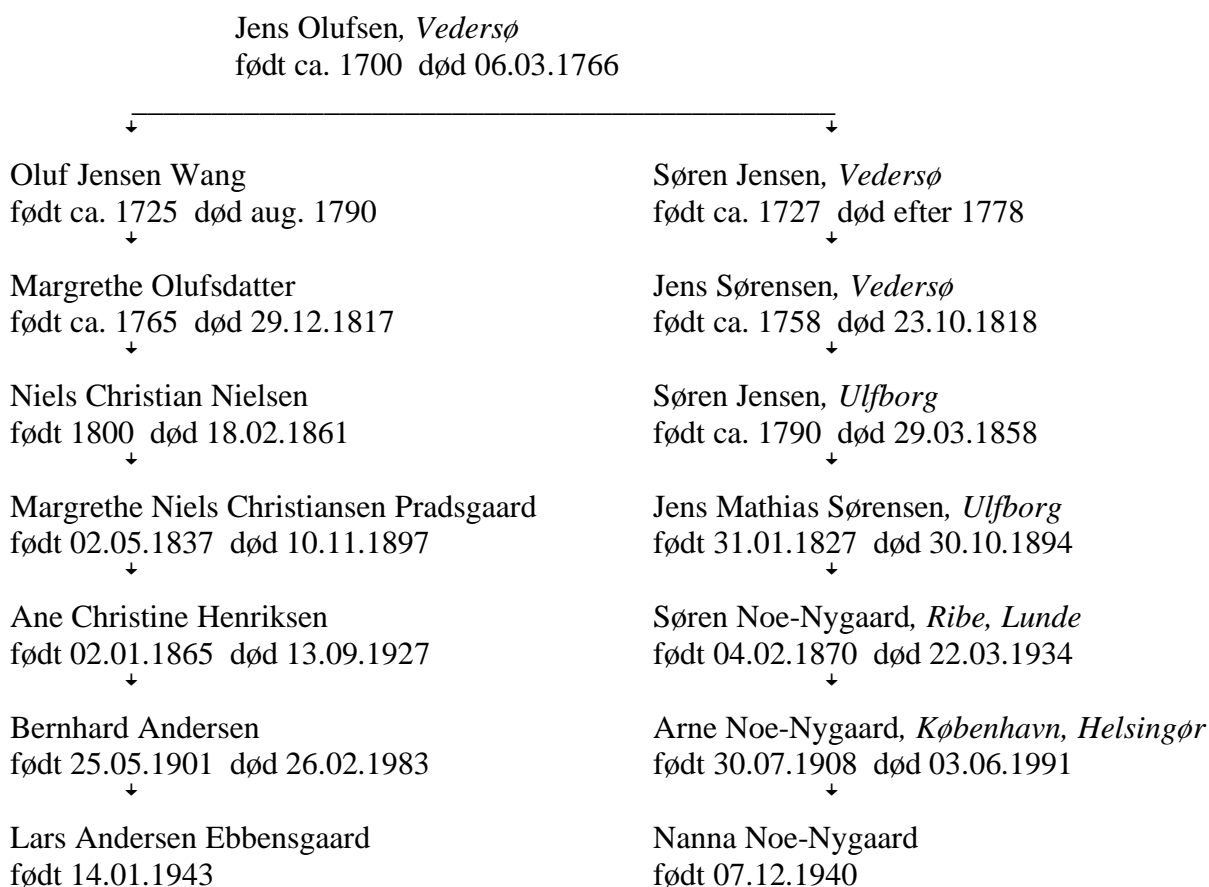 Jens Olufsen, Vedersø
født ca. 1700 død 06.03.1766
Oluf Jensen Wang
født ca. 1725 død aug. 1790
Margrethe Olufsdatter
født ca. 1765 død 29.12.1817
Niels Christian Nielsen
født 1800 død 18.02.1861
Margrethe Niels Christiansen Pradsgaard
født 02.05.1837 død 10.11.1897
Ane Christine Henriksen
født 02.01.1865 død 13.09.1927
Bernhard Andersen
født 25.05.1901 død 26.02.1983
Lars Andersen Ebbensgaard
født 14.01.1943
Søren Jensen, Vedersø
født ca. 1727 død efter 1778
Jens Sørensen, Vedersø
født ca. 1758 død 23.10.1818
Søren Jensen, Ulfborg
født ca. 1790 død 29.03.1858
Jens Mathias Sørensen, Ulfborg
født 31.01.1827 død 30.10.1894
Søren Noe-Nygaard, Ribe, Lunde
født 04.02.1870 død 22.03.1934
Arne Noe-Nygaard, København, Helsingør
født 30.07.1908 død 03.06.1991
Nanna Noe-Nygaard
født 07.12.1940